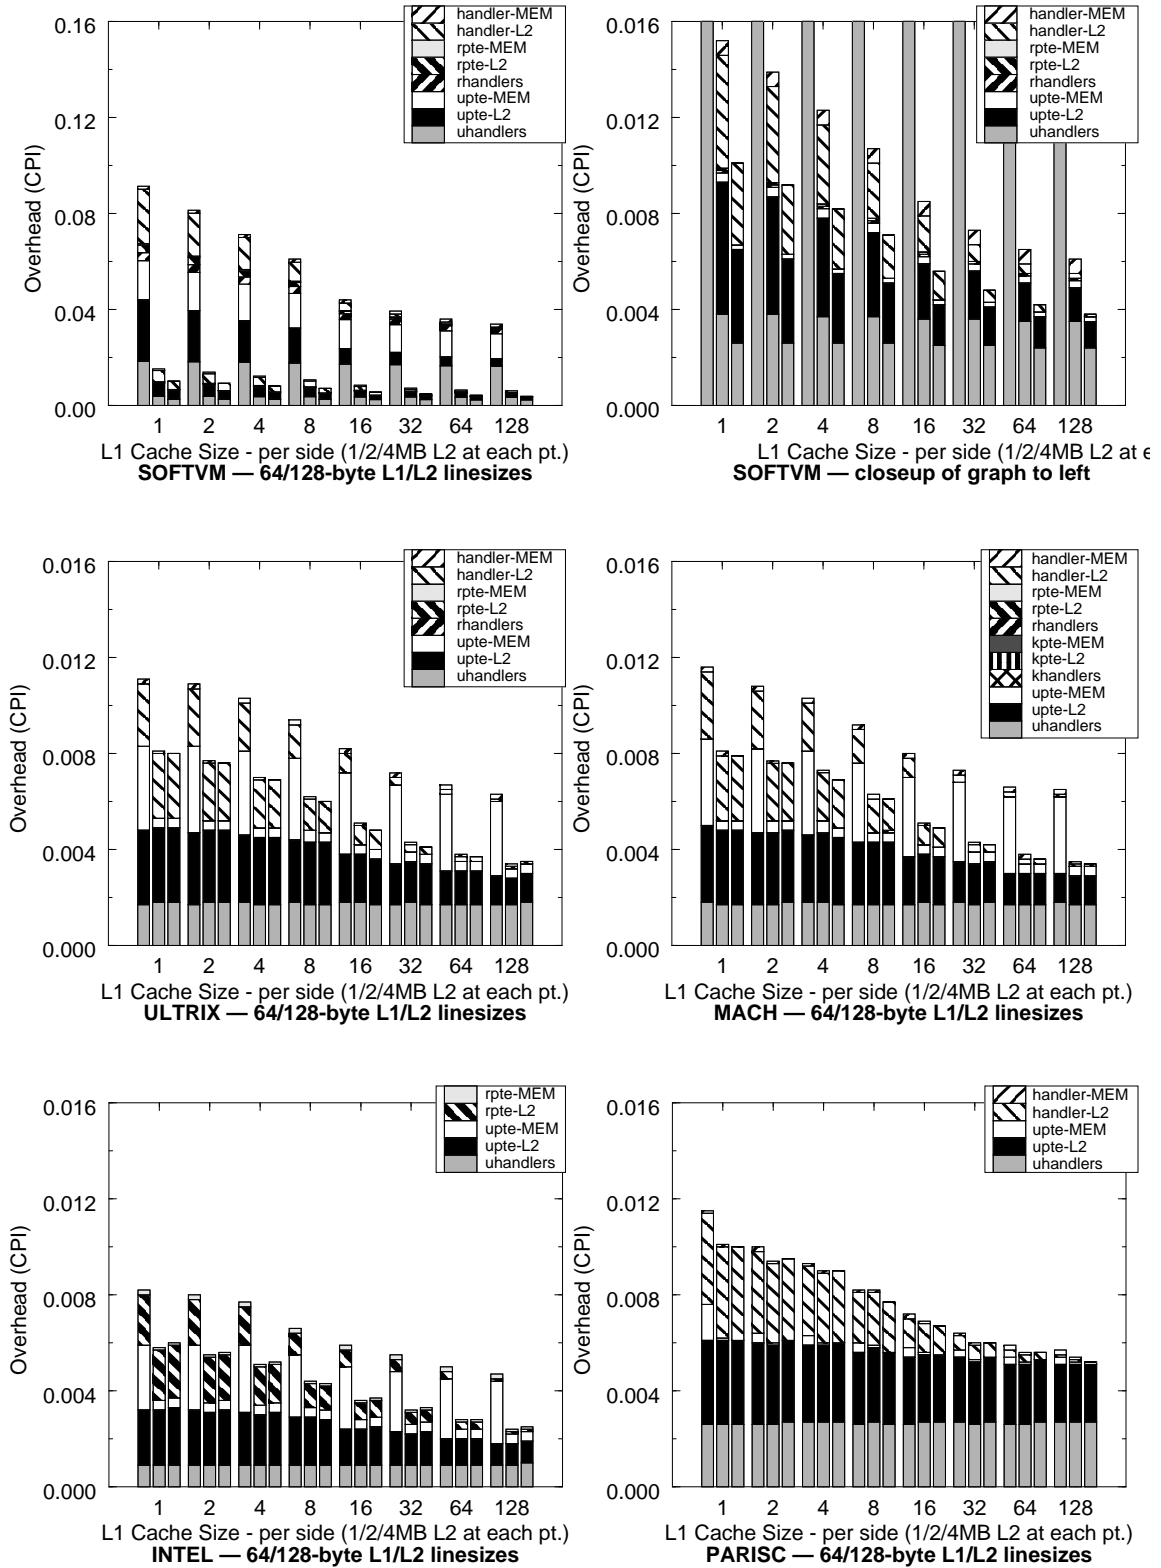 0.16
0.12
0.08
0.04
0.00
Overhead (CPI)
handler-MEM
handler-L2
rpte-MEM
rpte-L2
rhandlers
upte-MEM
upte-L2
uhandlers
1 2 4 8 16 32 64 128
L1 Cache Size - per side (1/2/4MB L2 at each pt.)
SOFTVM — 64/128-byte L1/L2 linesizes
0.016
0.012
0.008
0.004
0.000
Overhead (CPI)
handler-MEM
handler-L2
rpte-MEM
rpte-L2
rhandlers
upte-MEM
upte-L2
uhandlers
1 2 4 8 16 32 64 128
L1 Cache Size - per side (1/2/4MB L2 at e
SOFTVM — closeup of graph to left
0.016
0.012
0.008
0.004
0.000
Overhead (CPI)
handler-MEM
handler-L2
rpte-MEM
rpte-L2
rhandlers
upte-MEM
upte-L2
uhandlers
1 2 4 8 16 32 64 128
L1 Cache Size - per side (1/2/4MB L2 at each pt.)
ULTRIX — 64/128-byte L1/L2 linesizes
0.016
0.012
0.008
0.004
0.000
Overhead (CPI)
handler-MEM
handler-L2
rpte-MEM
rpte-L2
rhandlers
kpte-MEM
kpte-L2
khandlers
upte-MEM
upte-L2
uhandlers
1 2 4 8 16 32 64 128
L1 Cache Size - per side (1/2/4MB L2 at each pt.)
MACH — 64/128-byte L1/L2 linesizes
0.016
0.012
0.008
0.004
0.000
Overhead (CPI)
rpte-MEM
rpte-L2
upte-MEM
upte-L2
uhandlers
1 2 4 8 16 32 64 128
L1 Cache Size - per side (1/2/4MB L2 at each pt.)
INTEL — 64/128-byte L1/L2 linesizes
0.016
0.012
0.008
0.004
0.000
Overhead (CPI)
handler-MEM
handler-L2
upte-MEM
upte-L2
uhandlers
1 2 4 8 16 32 64 128
L1 Cache Size - per side (1/2/4MB L2 at each pt.)
PARISC — 64/128-byte L1/L2 linesizes